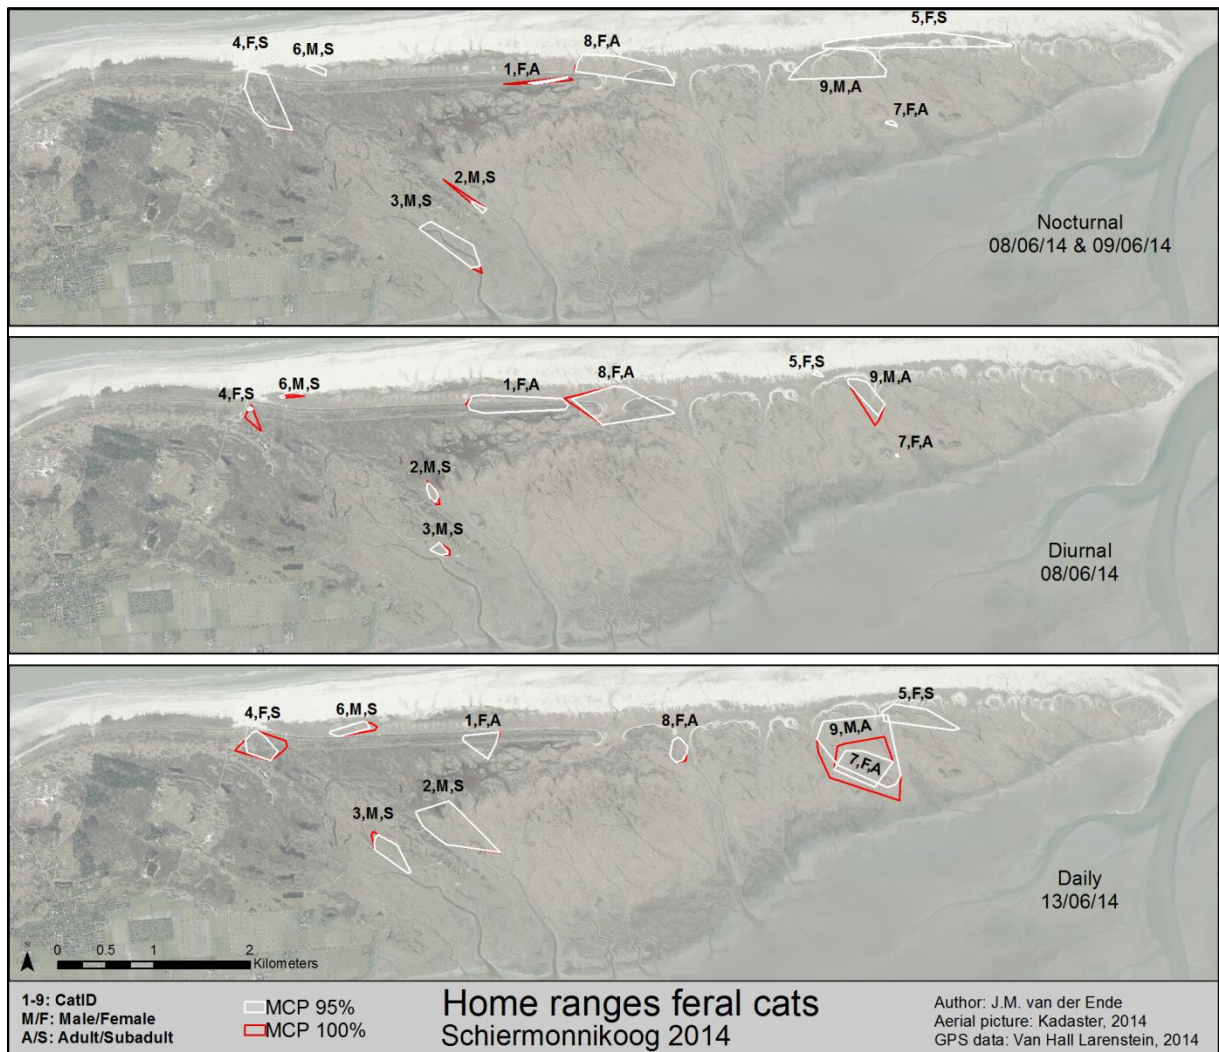 5,F,S
4,F,S
6,M,S
8,F,A
1,F,A
9,M,A
7,F,A
2,M,S
3,M,S
Nocturnal
08/06/14 & 09/06/14
5,F,S
8,F,A
9,M,A
6,M,S
1,F,A
4,F,S
7,F,A
2,M,S
3,M,S
Diurnal
08/06/14
5,F,S
4,F,S
6,M,S
1,F,A
8,F,A
9,M,A
7,F,A
2,M,S
3,M,S
Daily
13/06/14
N
0 0.5 1 2
Kilometers
1-9: CatID
M/F: Male/Female
A/S: Adult/Subadult
MCP 95%
MCP 100%
Home ranges feral cats
Schiermonnikoog 2014
Author: J.M. van der Ende
Aerial picture: Kadaster, 2014
GPS data: Van Hall Larenstein, 2014